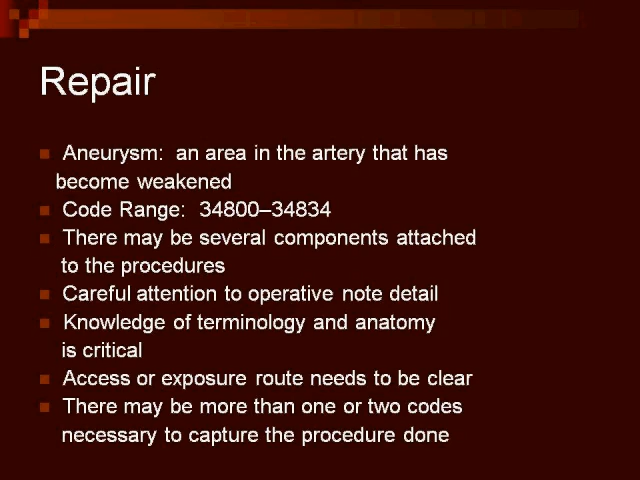 Repair
Aneurysm: an area in the artery that has
become weakened
Code Range: 34800–34834
There may be several components attached
to the procedures
Careful attention to operative note detail
Knowledge of terminology and anatomy
is critical
Access or exposure route needs to be clear
There may be more than one or two codes
necessary to capture the procedure done